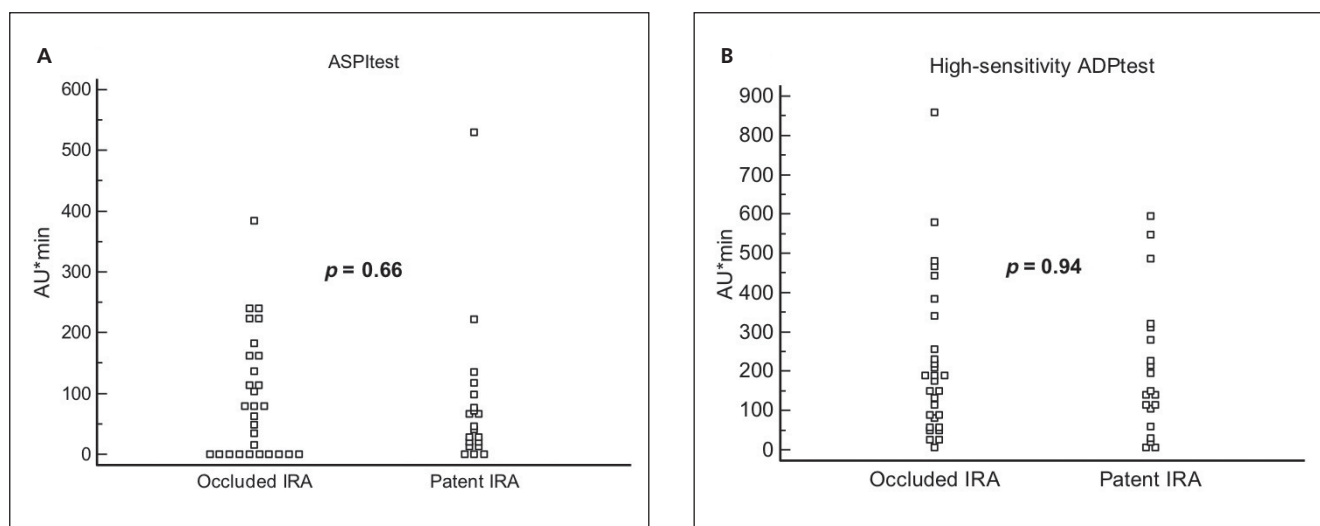 A
ASPItest
600
500
400
300
200
100
0
AU*min
p = 0.66
Occluded IRA
Patent IRA
B
High-sensitivity ADPtest
900
800
700
600
500
400
300
200
100
0
AU*min
p = 0.94
Occluded IRA
Patent IRA